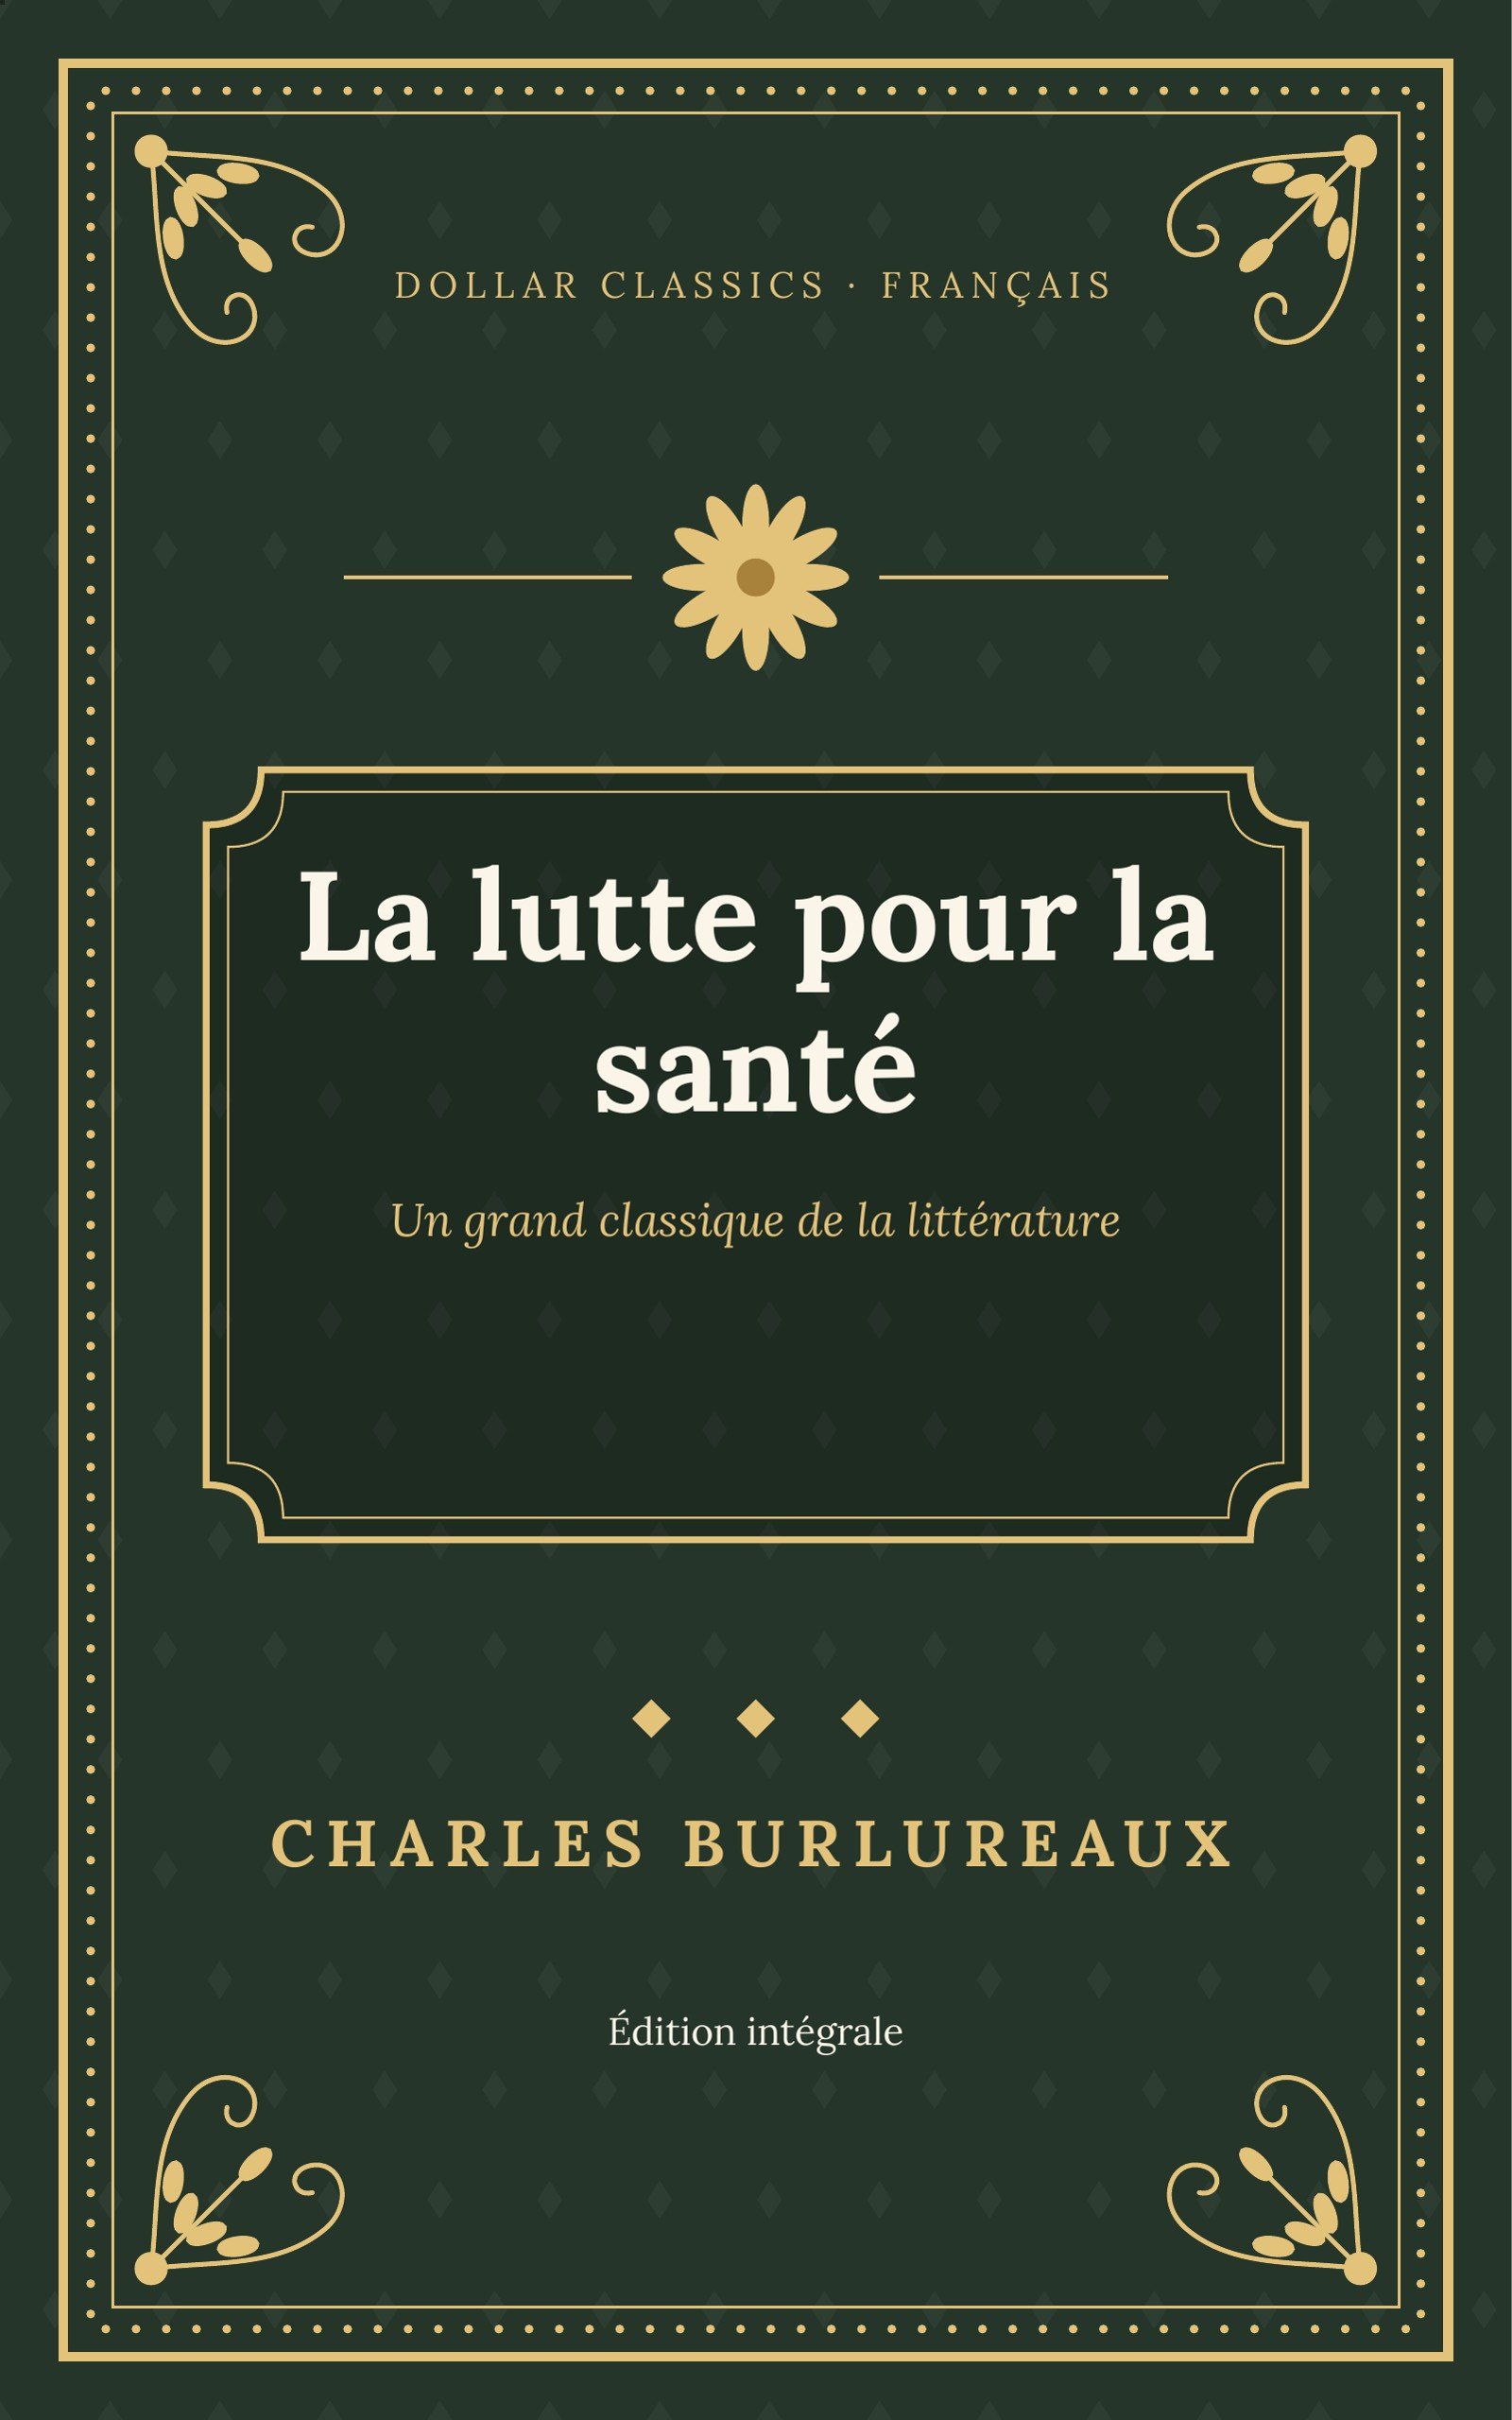 DOLLAR CLASSICS · FRANÇAIS
La lutte pour la
santé
Un grand classique de la littérature
CHARLES BURLUREAUX
Édition intégrale